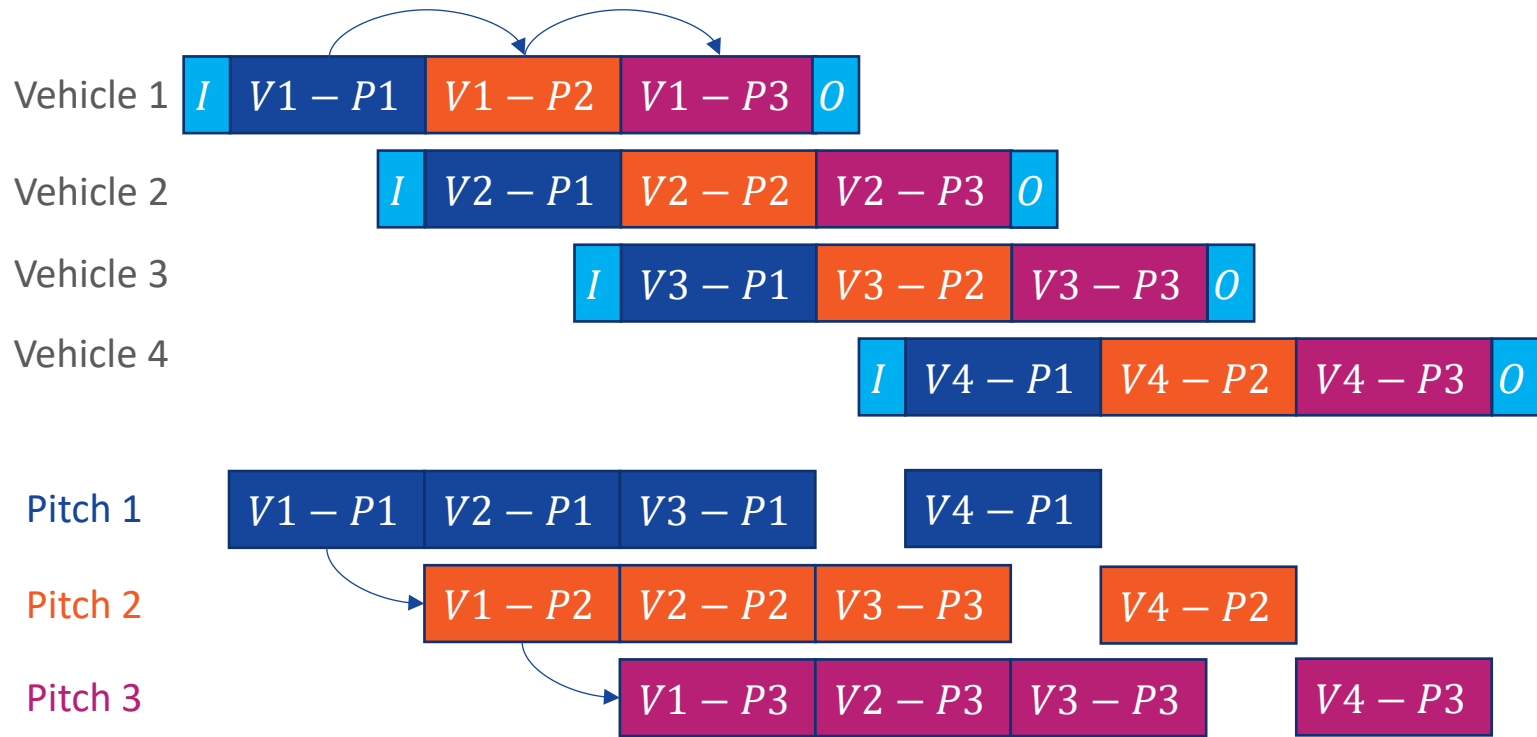 Vehicle 1 I V1 – P1 V1 – P2 V1 – P3 O
Vehicle 2 I V2 – P1 V2 – P2 V2 – P3 O
Vehicle 3 I V3 – P1 V3 – P2 V3 – P3 O
Vehicle 4 I V4 – P1 V4 – P2 V4 – P3 O
Pitch 1 V1 – P1 V2 – P1 V3 – P1 V4 – P1
Pitch 2 V1 – P2 V2 – P2 V3 – P3 V4 – P2
Pitch 3 V1 – P3 V2 – P3 V3 – P3 V4 – P3